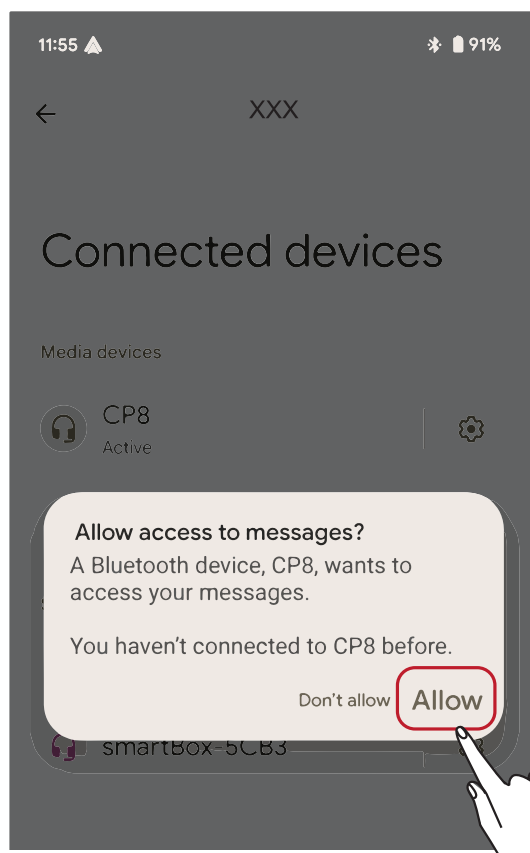 11:55
91%
XXX
Connected devices
Media devices
CP8
Active
Allow access to messages?
A Bluetooth device, CP8, wants to
access your messages.
You haven't connected to CP8 before.
Don't allow
Allow
smartBox-5CB3